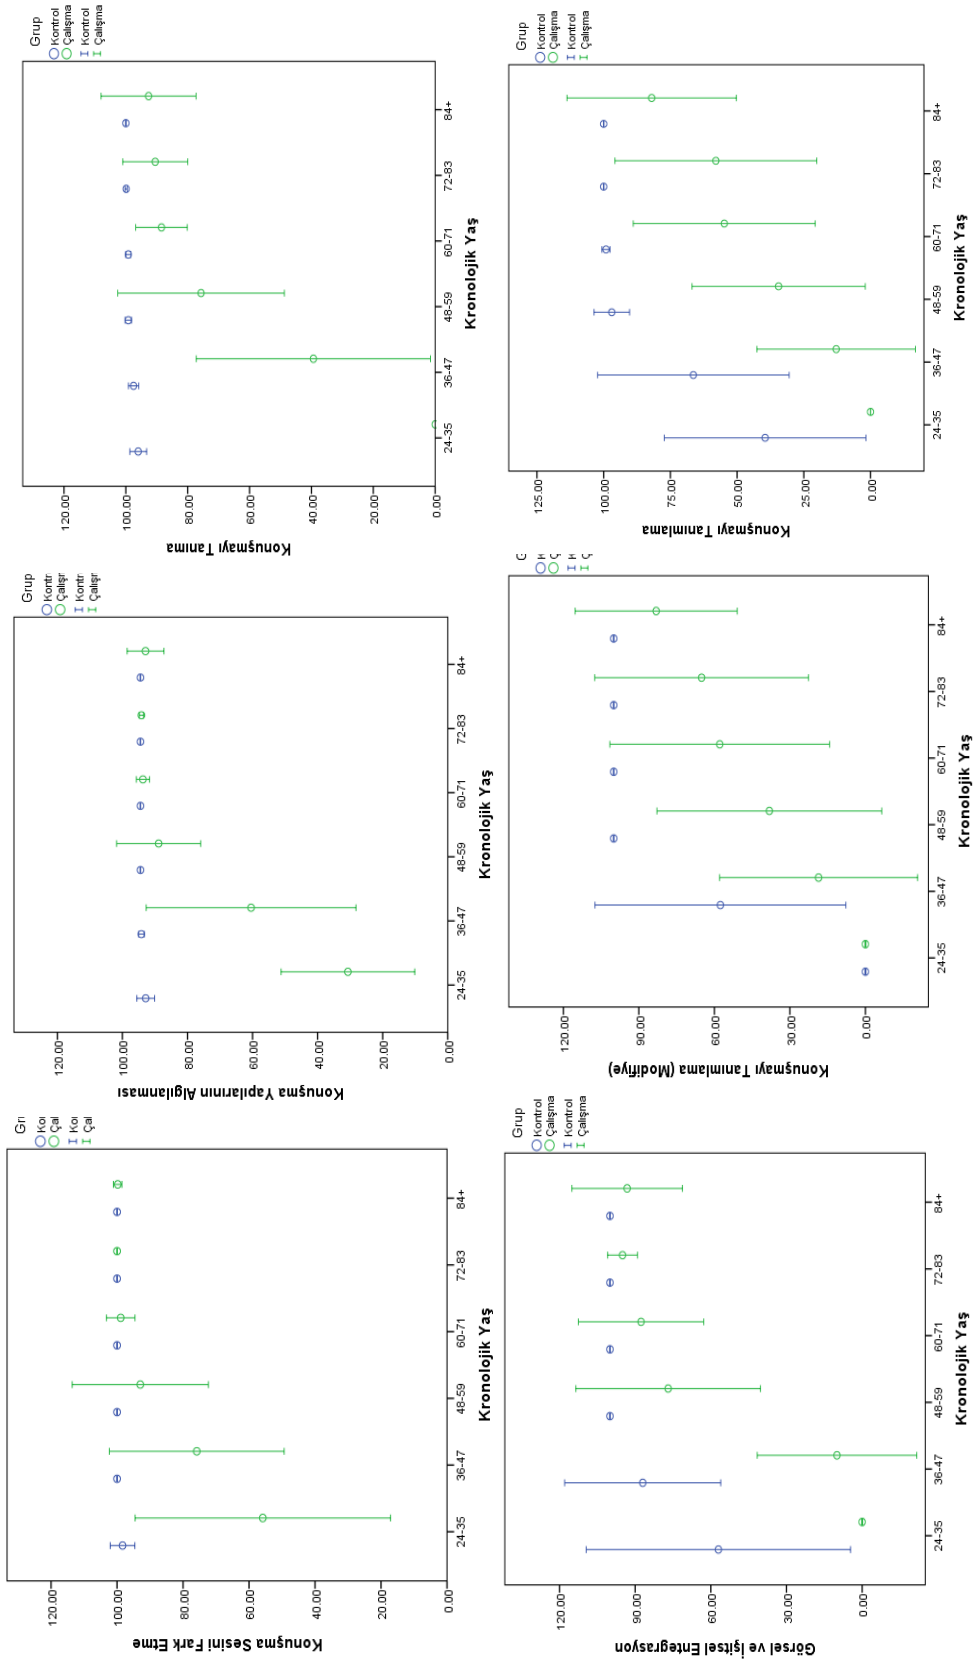 Konuşma Sesini Fark Etme
120.00
100.00
80.00
60.00
40.00
20.00
0.00
24-35
36-47
48-59
60-71
72-83
84+
Kronolojik Yaş
Gri
Koı
Çal
Koı
Çal
Konuşma Yapılarının Algılanması
120.00
100.00
80.00
60.00
40.00
20.00
0.00
24-35
36-47
48-59
60-71
72-83
84+
Kronolojik Yaş
Grup
Kontr
Çalışr
Kontr
Çalışr
Konuşmayı Tanıma
120.00
100.00
80.00
60.00
40.00
20.00
0.00
24-35
36-47
48-59
60-71
72-83
84+
Kronolojik Yaş
Grup
Kontrol
Çalışma
Kontrol
Çalışma
Görsel ve İşitsel Entegrasyon
120.00
90.00
60.00
30.00
0.00
24-35
36-47
48-59
60-71
72-83
84+
Kronolojik Yaş
Grup
Kontrol
Çalışma
Kontrol
Çalışma
Konuşmayı Tanımlama (Modifiye)
120.00
90.00
60.00
30.00
0.00
24-35
36-47
48-59
60-71
72-83
84+
Kronolojik Yaş
Konuşmayı Tanımlama
125.00
100.00
75.00
50.00
25.00
0.00
24-35
36-47
48-59
60-71
72-83
84+
Kronolojik Yaş
Grup
Kontrol
Çalışma
Kontrol
Çalışma